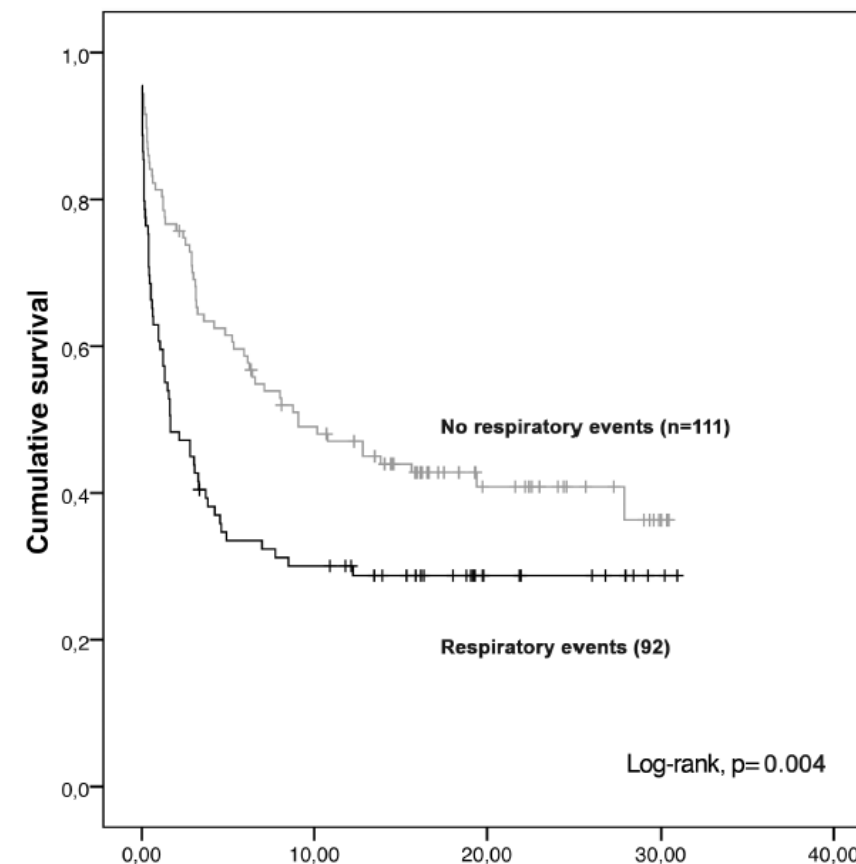 1,0
0,8
0,6
0,4
0,2
0,0
Cumulative survival
No respiratory events (n=111)
Respiratory events (92)
Log-rank, p= 0.004
0,00 10,00 20,00 30,00 40,00